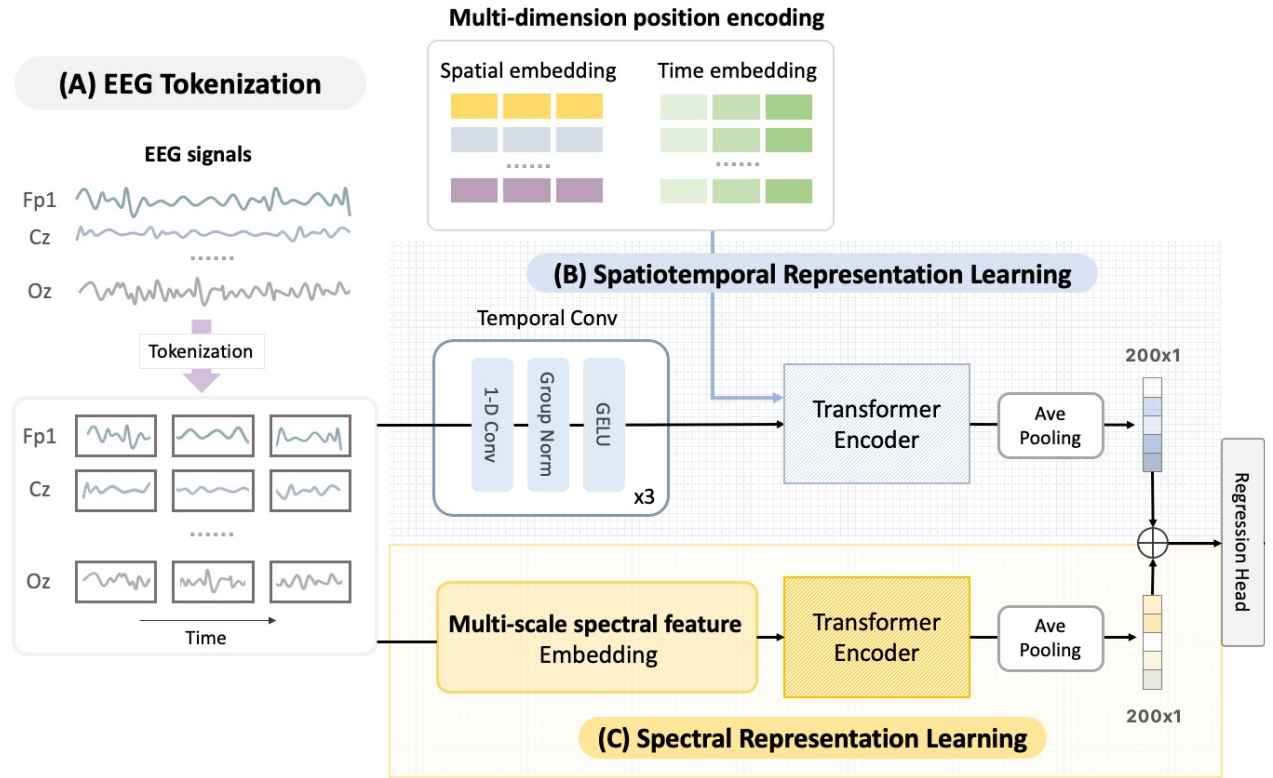 Multi-dimension position encoding
Spatial embedding
Time embedding
......
......
(A) EEG Tokenization
EEG signals
Fp1
Cz
......
Oz
Tokenization
Fp1
Cz
......
Oz
Time
(B) Spatiotemporal Representation Learning
Temporal Conv
1-D Conv
Group Norm
GELU
x3
Transformer
Encoder
Ave
Pooling
200x1
Multi-scale spectral feature
Embedding
Transformer
Encoder
Ave
Pooling
200x1
(C) Spectral Representation Learning
Regression Head